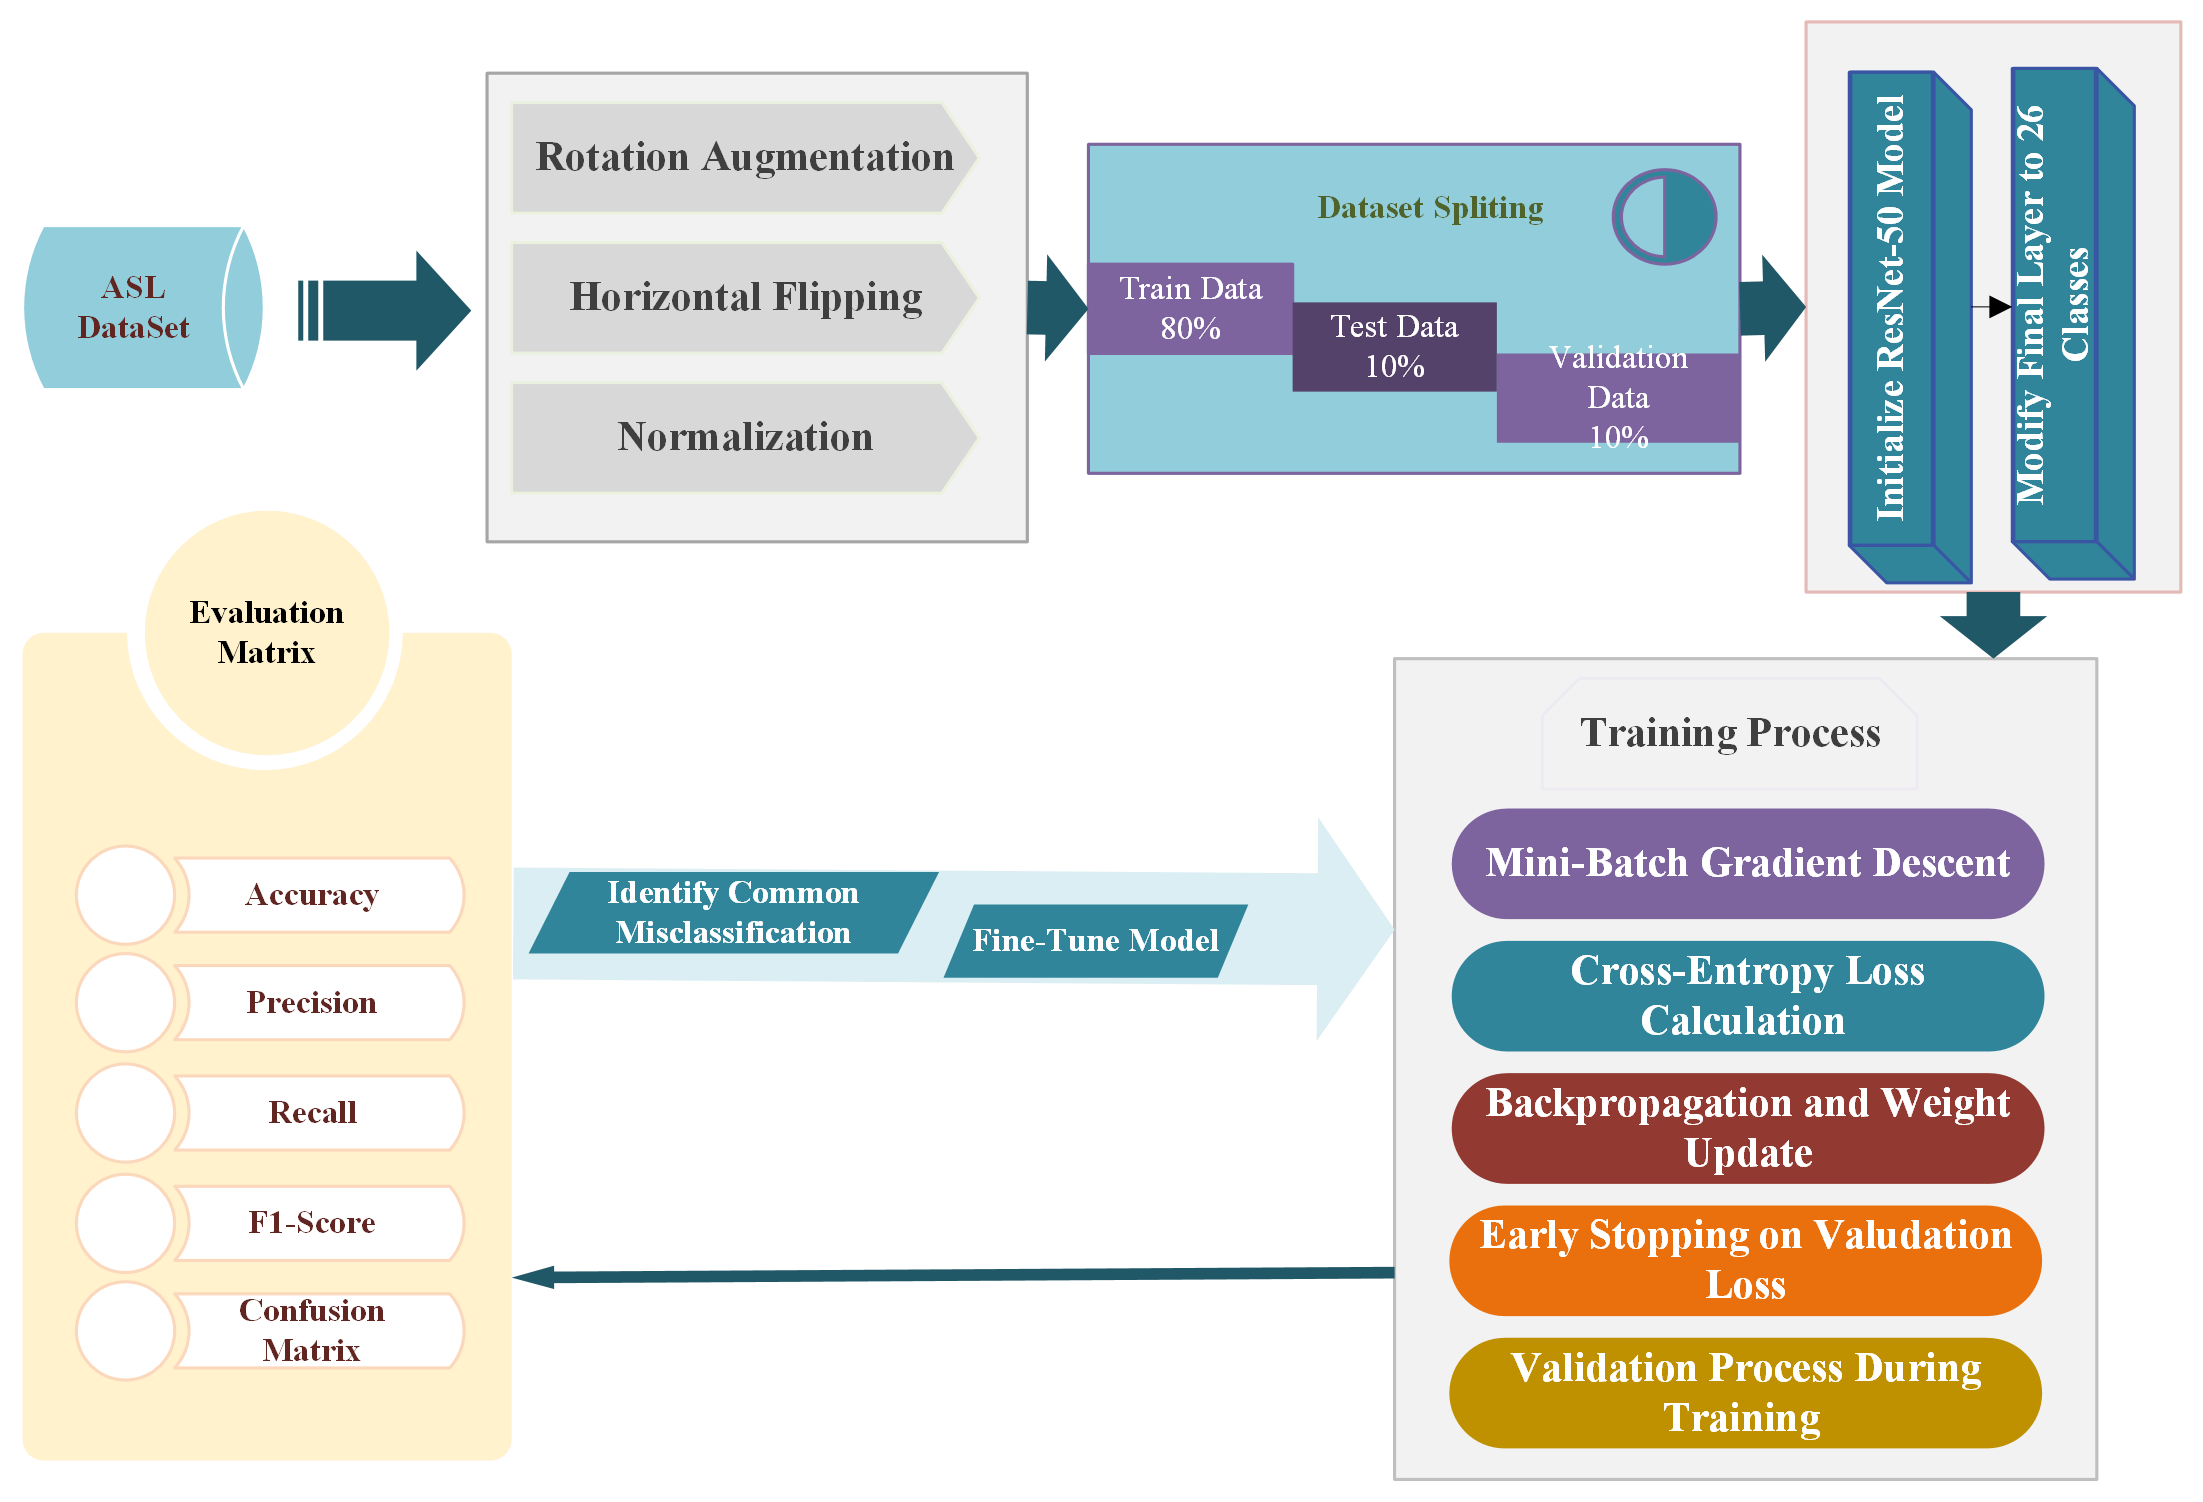 ASL
DataSet
Rotation Augmentation
Horizontal Flipping
Normalization
Dataset Spliting
Train Data
80%
Test Data
10%
Validation
Data
10%
Initialize ResNet-50 Model
Modify Final Layer to 26
Classes
Training Process
Mini-Batch Gradient Descent
Cross-Entropy Loss
Calculation
Backpropagation and Weight
Update
Early Stopping on Valudation
Loss
Validation Process During
Training
Identify Common
Misclassification
Fine-Tune Model
Evaluation
Matrix
Accuracy
Precision
Recall
F1-Score
Confusion
Matrix